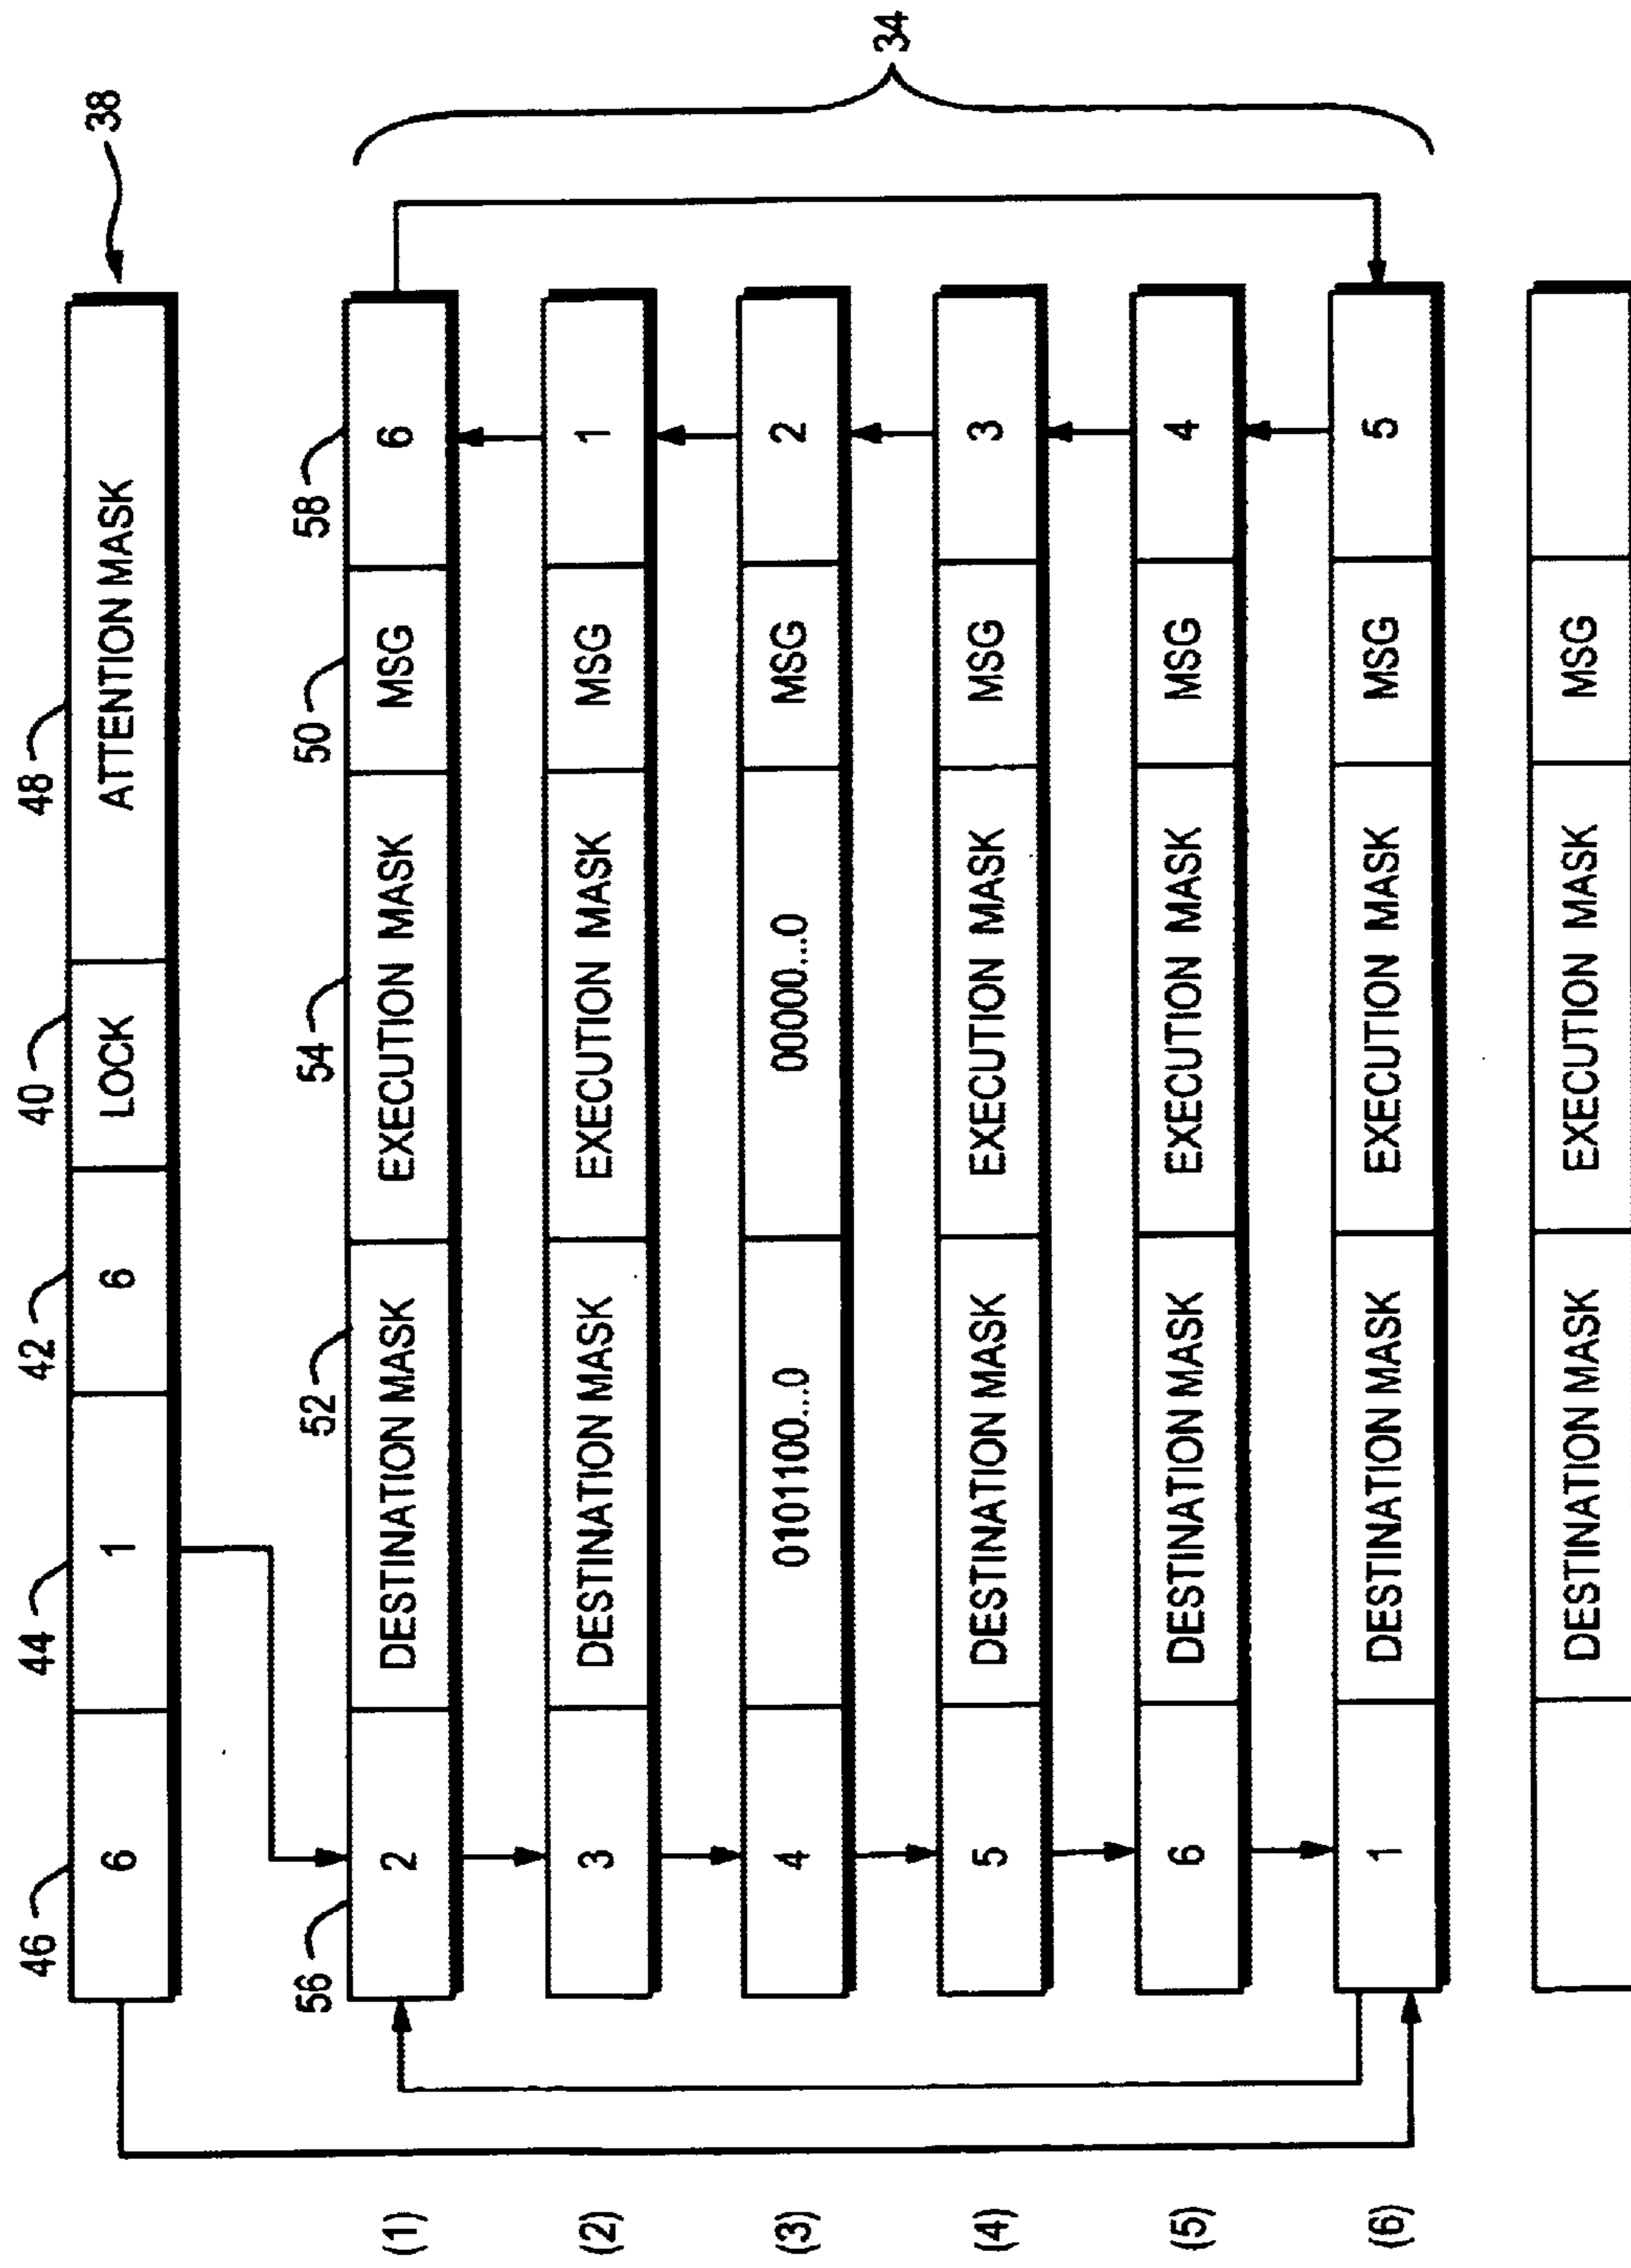 46 44 42 40 48
6 1 6 LOCK ATTENTION MASK 38
56 52 54 50 58
(1) 2 DESTINATION MASK EXECUTION MASK MSG 6
(2) 3 DESTINATION MASK EXECUTION MASK MSG 1
(3) 4 0101100...0 00000...0 MSG 2
34
(4) 5 DESTINATION MASK EXECUTION MASK MSG 3
(5) 6 DESTINATION MASK EXECUTION MASK MSG 4
(6) 1 DESTINATION MASK EXECUTION MASK MSG 5
DESTINATION MASK EXECUTION MASK MSG